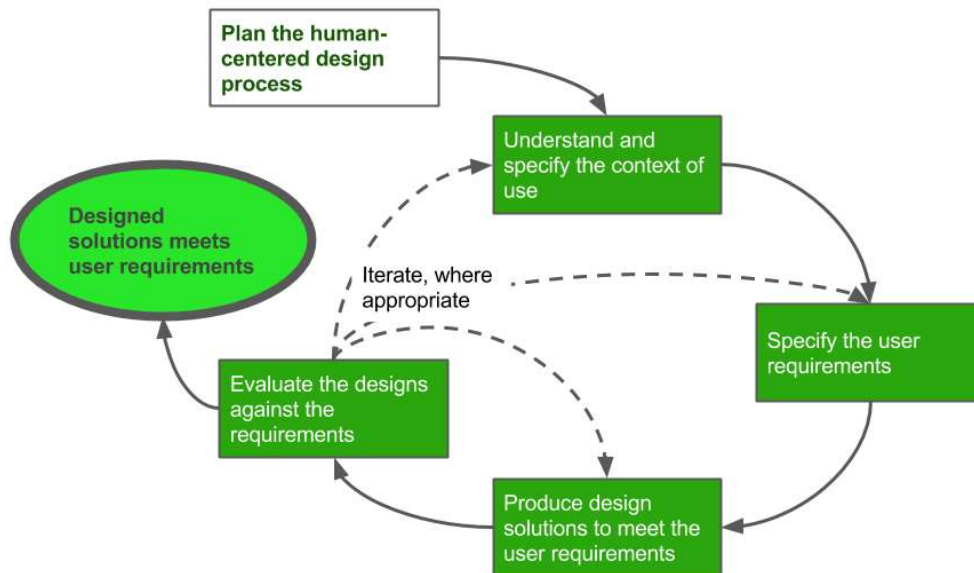 Plan the human-
centered design
process
Understand and
specify the context of
use
Designed
solutions meets
user requirements
Iterate, where
appropriate
Specify the user
requirements
Evaluate the designs
against the
requirements
Produce design
solutions to meet the
user requirements